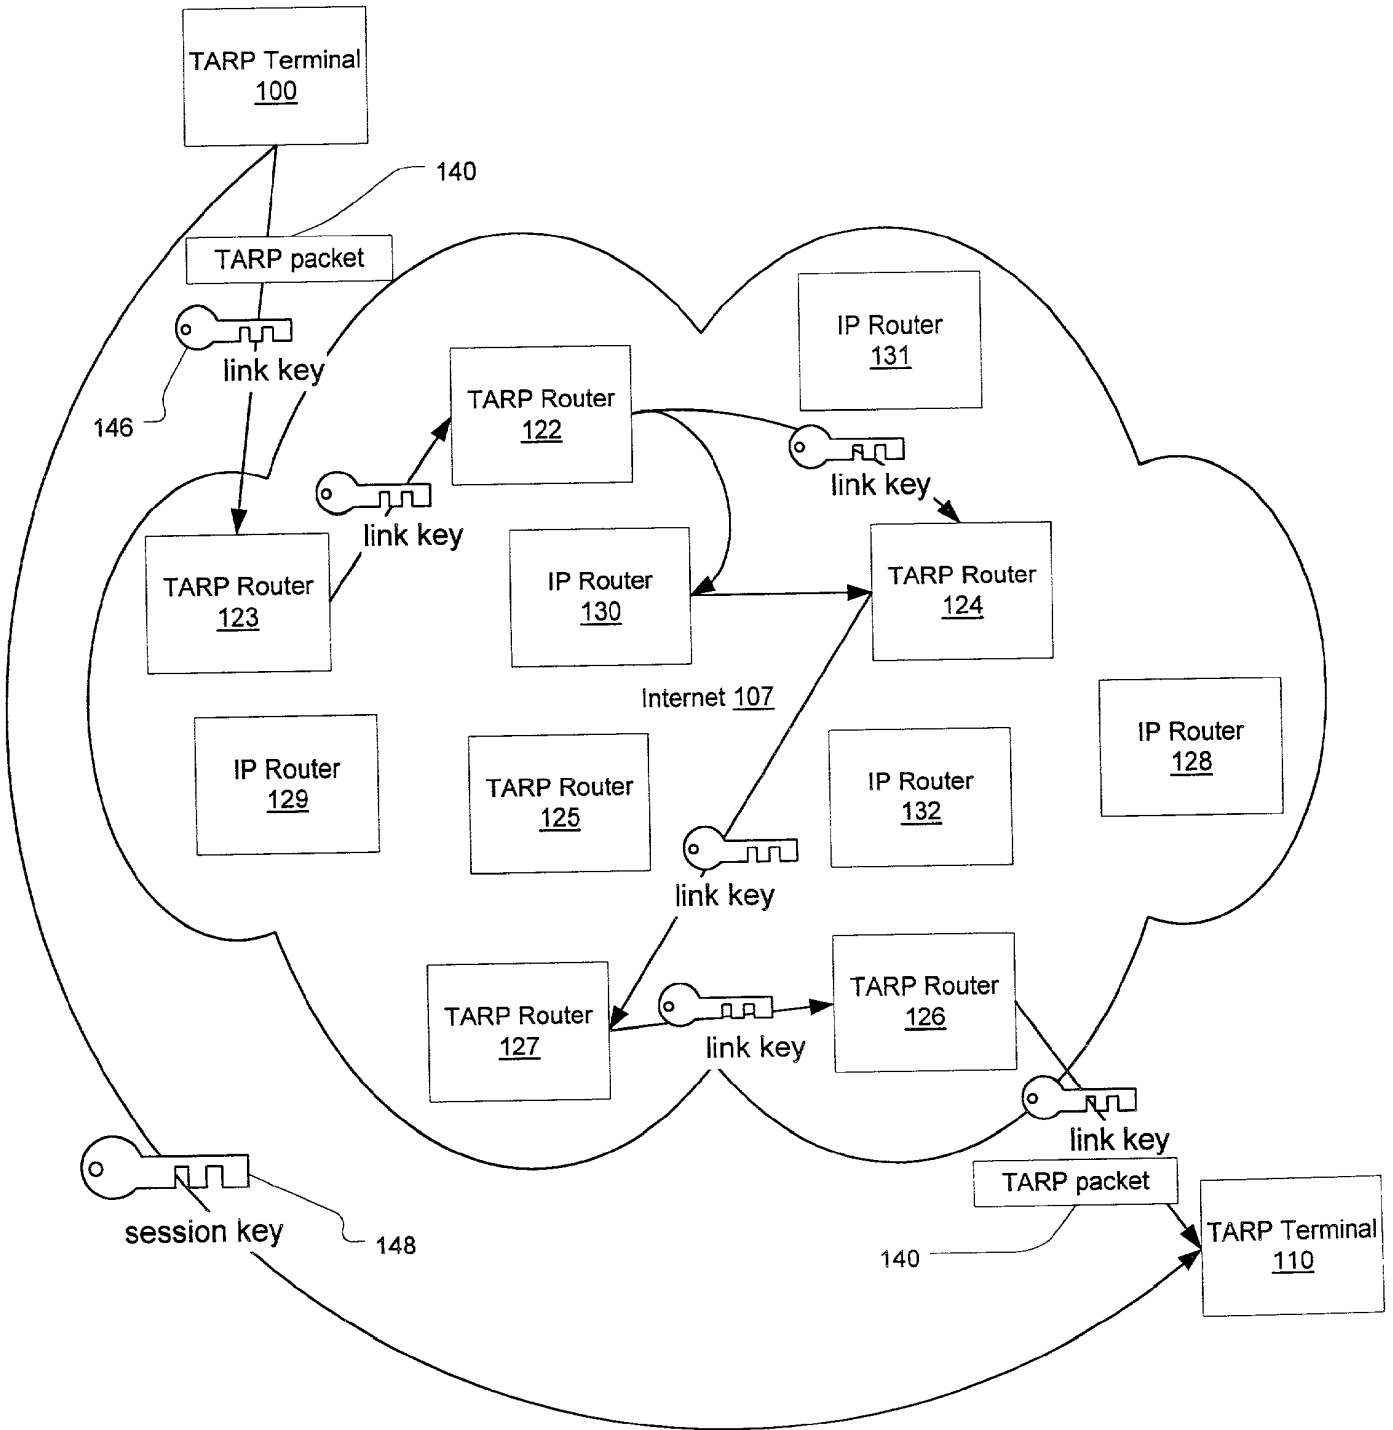 TARP Terminal
100
140
TARP packet
link key
146
IP Router
131
TARP Router
122
link key
link key
TARP Router
123
IP Router
130
TARP Router
124
Internet 107
IP Router
129
TARP Router
125
IP Router
132
IP Router
128
link key
TARP Router
127
link key
TARP Router
126
link key
TARP packet
140
session key
148
TARP Terminal
110